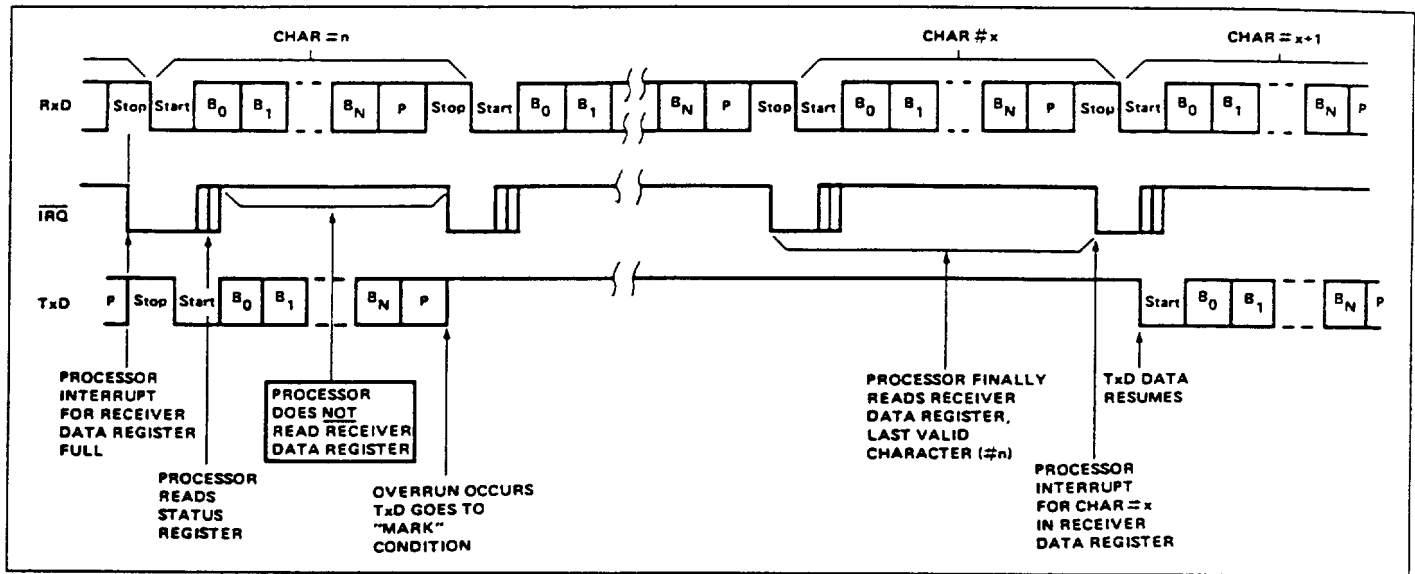 CHAR = n
CHAR #x
CHAR = x+1
RxD Stop Start B0 B1 BN P Stop Start B0 B1 BN P Stop Start B0 B1 BN P Stop Start B0 B1 BN P
IRQ
TxD P Stop Start B0 B1 BN P Start B0 B1 BN P
PROCESSOR
INTERRUPT
FOR RECEIVER
DATA REGISTER
FULL
PROCESSOR
READS
STATUS
REGISTER
PROCESSOR
DOES NOT
READ RECEIVER
DATA REGISTER
OVERRUN OCCURS
TxD GOES TO
"MARK"
CONDITION
PROCESSOR FINALLY
READS RECEIVER
DATA REGISTER,
LAST VALID
CHARACTER (#n)
PROCESSOR
INTERRUPT
FOR CHAR = x
IN RECEIVER
DATA REGISTER
TxD DATA
RESUMES